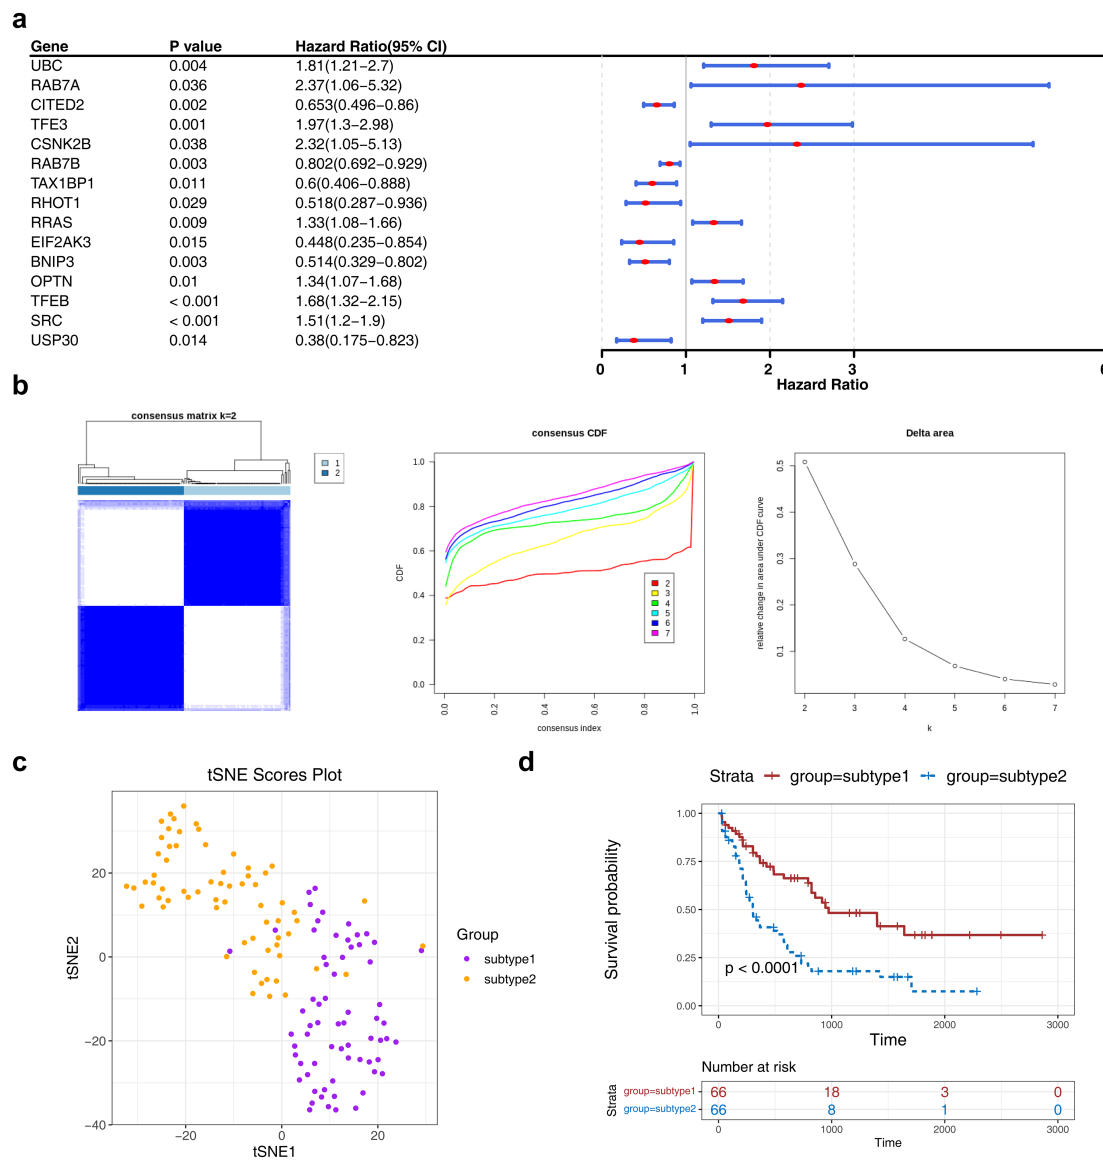 a
Gene P value Hazard Ratio(95% CI)
UBC 0.004 1.81(1.21−2.7)
RAB7A 0.036 2.37(1.06−5.32)
CITED2 0.002 0.653(0.496−0.86)
TFE3 0.001 1.97(1.3−2.98)
CSNK2B 0.038 2.32(1.05−5.13)
RAB7B 0.003 0.802(0.692−0.929)
TAX1BP1 0.011 0.6(0.406−0.888)
RHOT1 0.029 0.518(0.287−0.936)
RRAS 0.009 1.33(1.08−1.66)
EIF2AK3 0.015 0.448(0.235−0.854)
BNIP3 0.003 0.514(0.329−0.802)
OPTN 0.01 1.34(1.07−1.68)
TFEB < 0.001 1.68(1.32−2.15)
SRC < 0.001 1.51(1.2−1.9)
USP30 0.014 0.38(0.175−0.823)
0 1 2 3
Hazard Ratio
b
consensus matrix k=2
1
2
consensus CDF
CDF
1.0
0.8
0.6
0.4
0.2
0.0
2
3
4
5
6
7
0.0 0.2 0.4 0.6 0.8 1.0
consensus index
Delta area
relative change in area under CDF curve
0.5
0.4
0.3
0.2
0.1
2 3 4 5 6 7
k
c
tSNE Scores Plot
tSNE2
20
0
−20
−40
−20 0 20
tSNE1
Group
subtype1
subtype2
d
Strata group=subtype1 group=subtype2
Survival probability
1.00
0.75
0.50
0.25
0.00
p < 0.0001
0 1000 2000 3000
Time
Number at risk
Strata
group=subtype1 66 18 3 0
group=subtype2 66 8 1 0
0 1000 2000 3000
Time